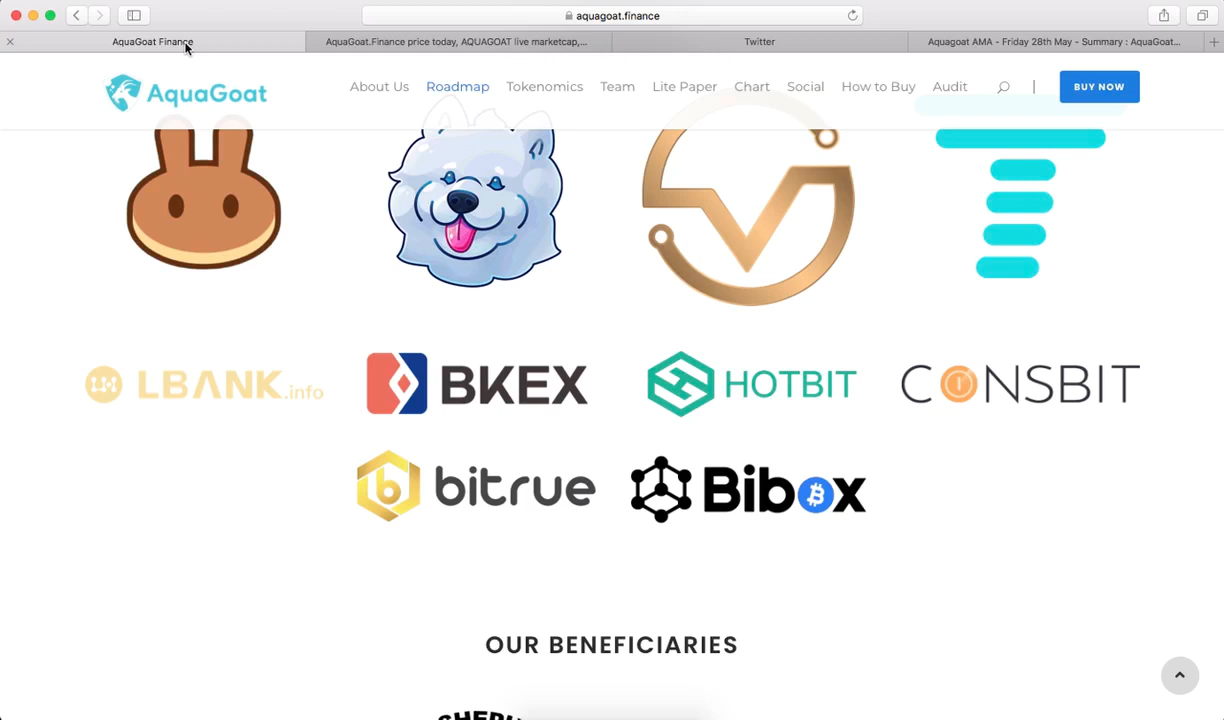 aquagoat.finance
AquaGoat Finance
AquaGoat.Finance price today, AQUAGOAT live marketcap,...
Twitter
Aquagoat AMA - Friday 28th May - Summary : AquaGoat...
AquaGoat
About Us
Roadmap
Tokenomics
Team
Lite Paper
Chart
Social
How to Buy
Audit
BUY NOW
LBANK.info
BKEX
HOTBIT
CONSBIT
bitrue
Bibox
OUR BENEFICIARIES